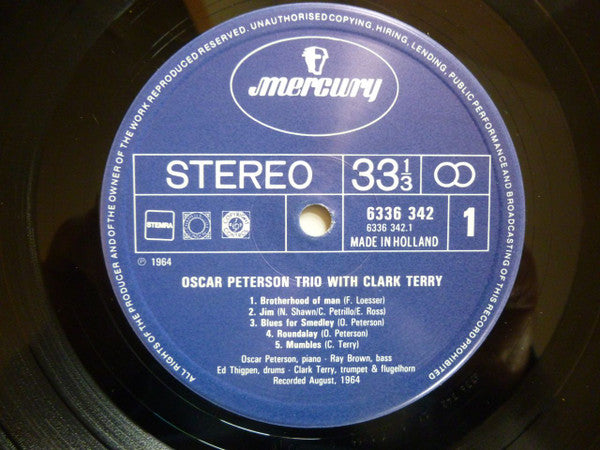 ALL RIGHTS OF THE PRODUCER AND OF THE OWNER OF THE WORK REPRODUCED RESERVED. UNAUTHORISED COPYING, HIRING, LENDING, PUBLIC PERFORMANCE AND BROADCASTING OF THIS RECORD PROHIBITED
mercury
STEREO 33 1/3
STEMRA
6336 342
6336 342.1
MADE IN HOLLAND
1
℗ 1964
OSCAR PETERSON TRIO WITH CLARK TERRY
1. Brotherhood of man (F. Loesser)
2. Jim (N. Shawn/C. Petrillo/E. Ross)
3. Blues for Smedley (O. Peterson)
4. Roundalay (O. Peterson)
5. Mumbles (C. Terry)
Oscar Peterson, piano - Ray Brown, bass
Ed Thigpen, drums - Clark Terry, trumpet & flugelhorn
Recorded August, 1964